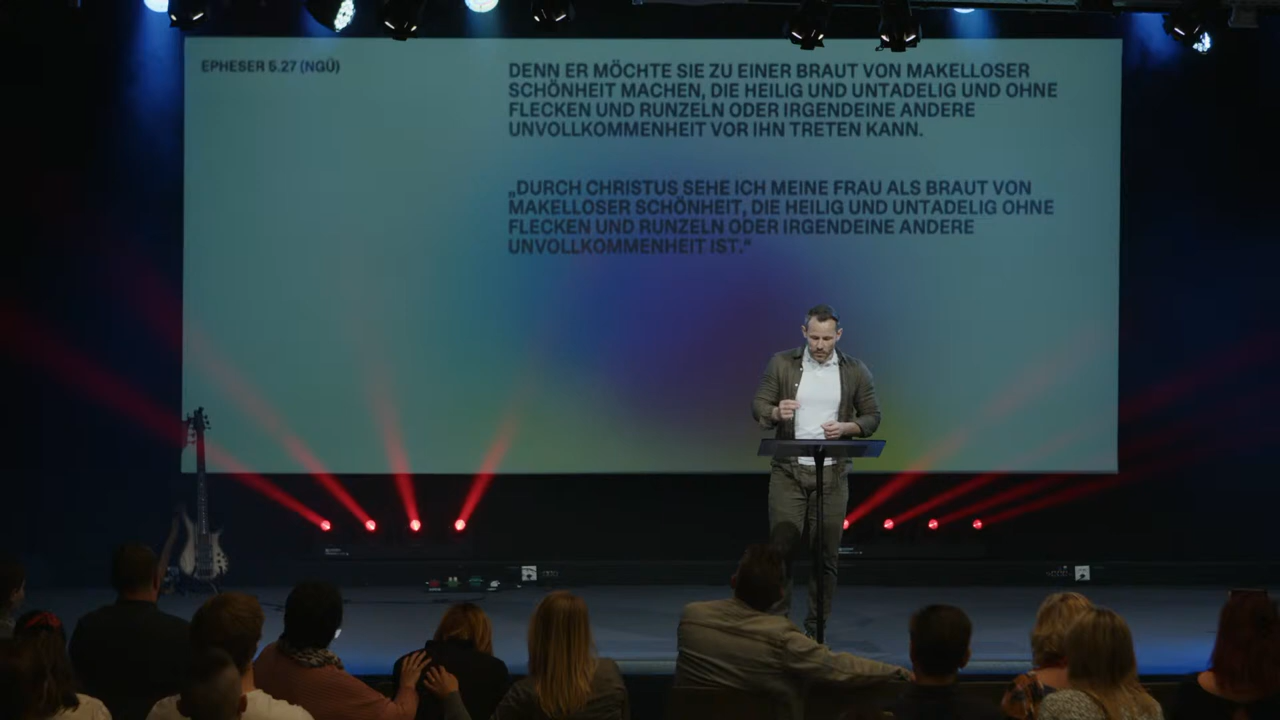 EPHESER 5.27 (NGÜ)
DENN ER MÖCHTE SIE ZU EINER BRAUT VON MAKELLOSER
SCHÖNHEIT MACHEN, DIE HEILIG UND UNTADELIG UND OHNE
FLECKEN UND RUNZELN ODER IRGENDEINE ANDERE
UNVOLLKOMMENHEIT VOR IHN TRETEN KANN.
„DURCH CHRISTUS SEHE ICH MEINE FRAU ALS BRAUT VON
MAKELLOSER SCHÖNHEIT, DIE HEILIG UND UNTADELIG OHNE
FLECKEN UND RUNZELN ODER IRGENDEINE ANDERE
UNVOLLKOMMENHEIT IST.“